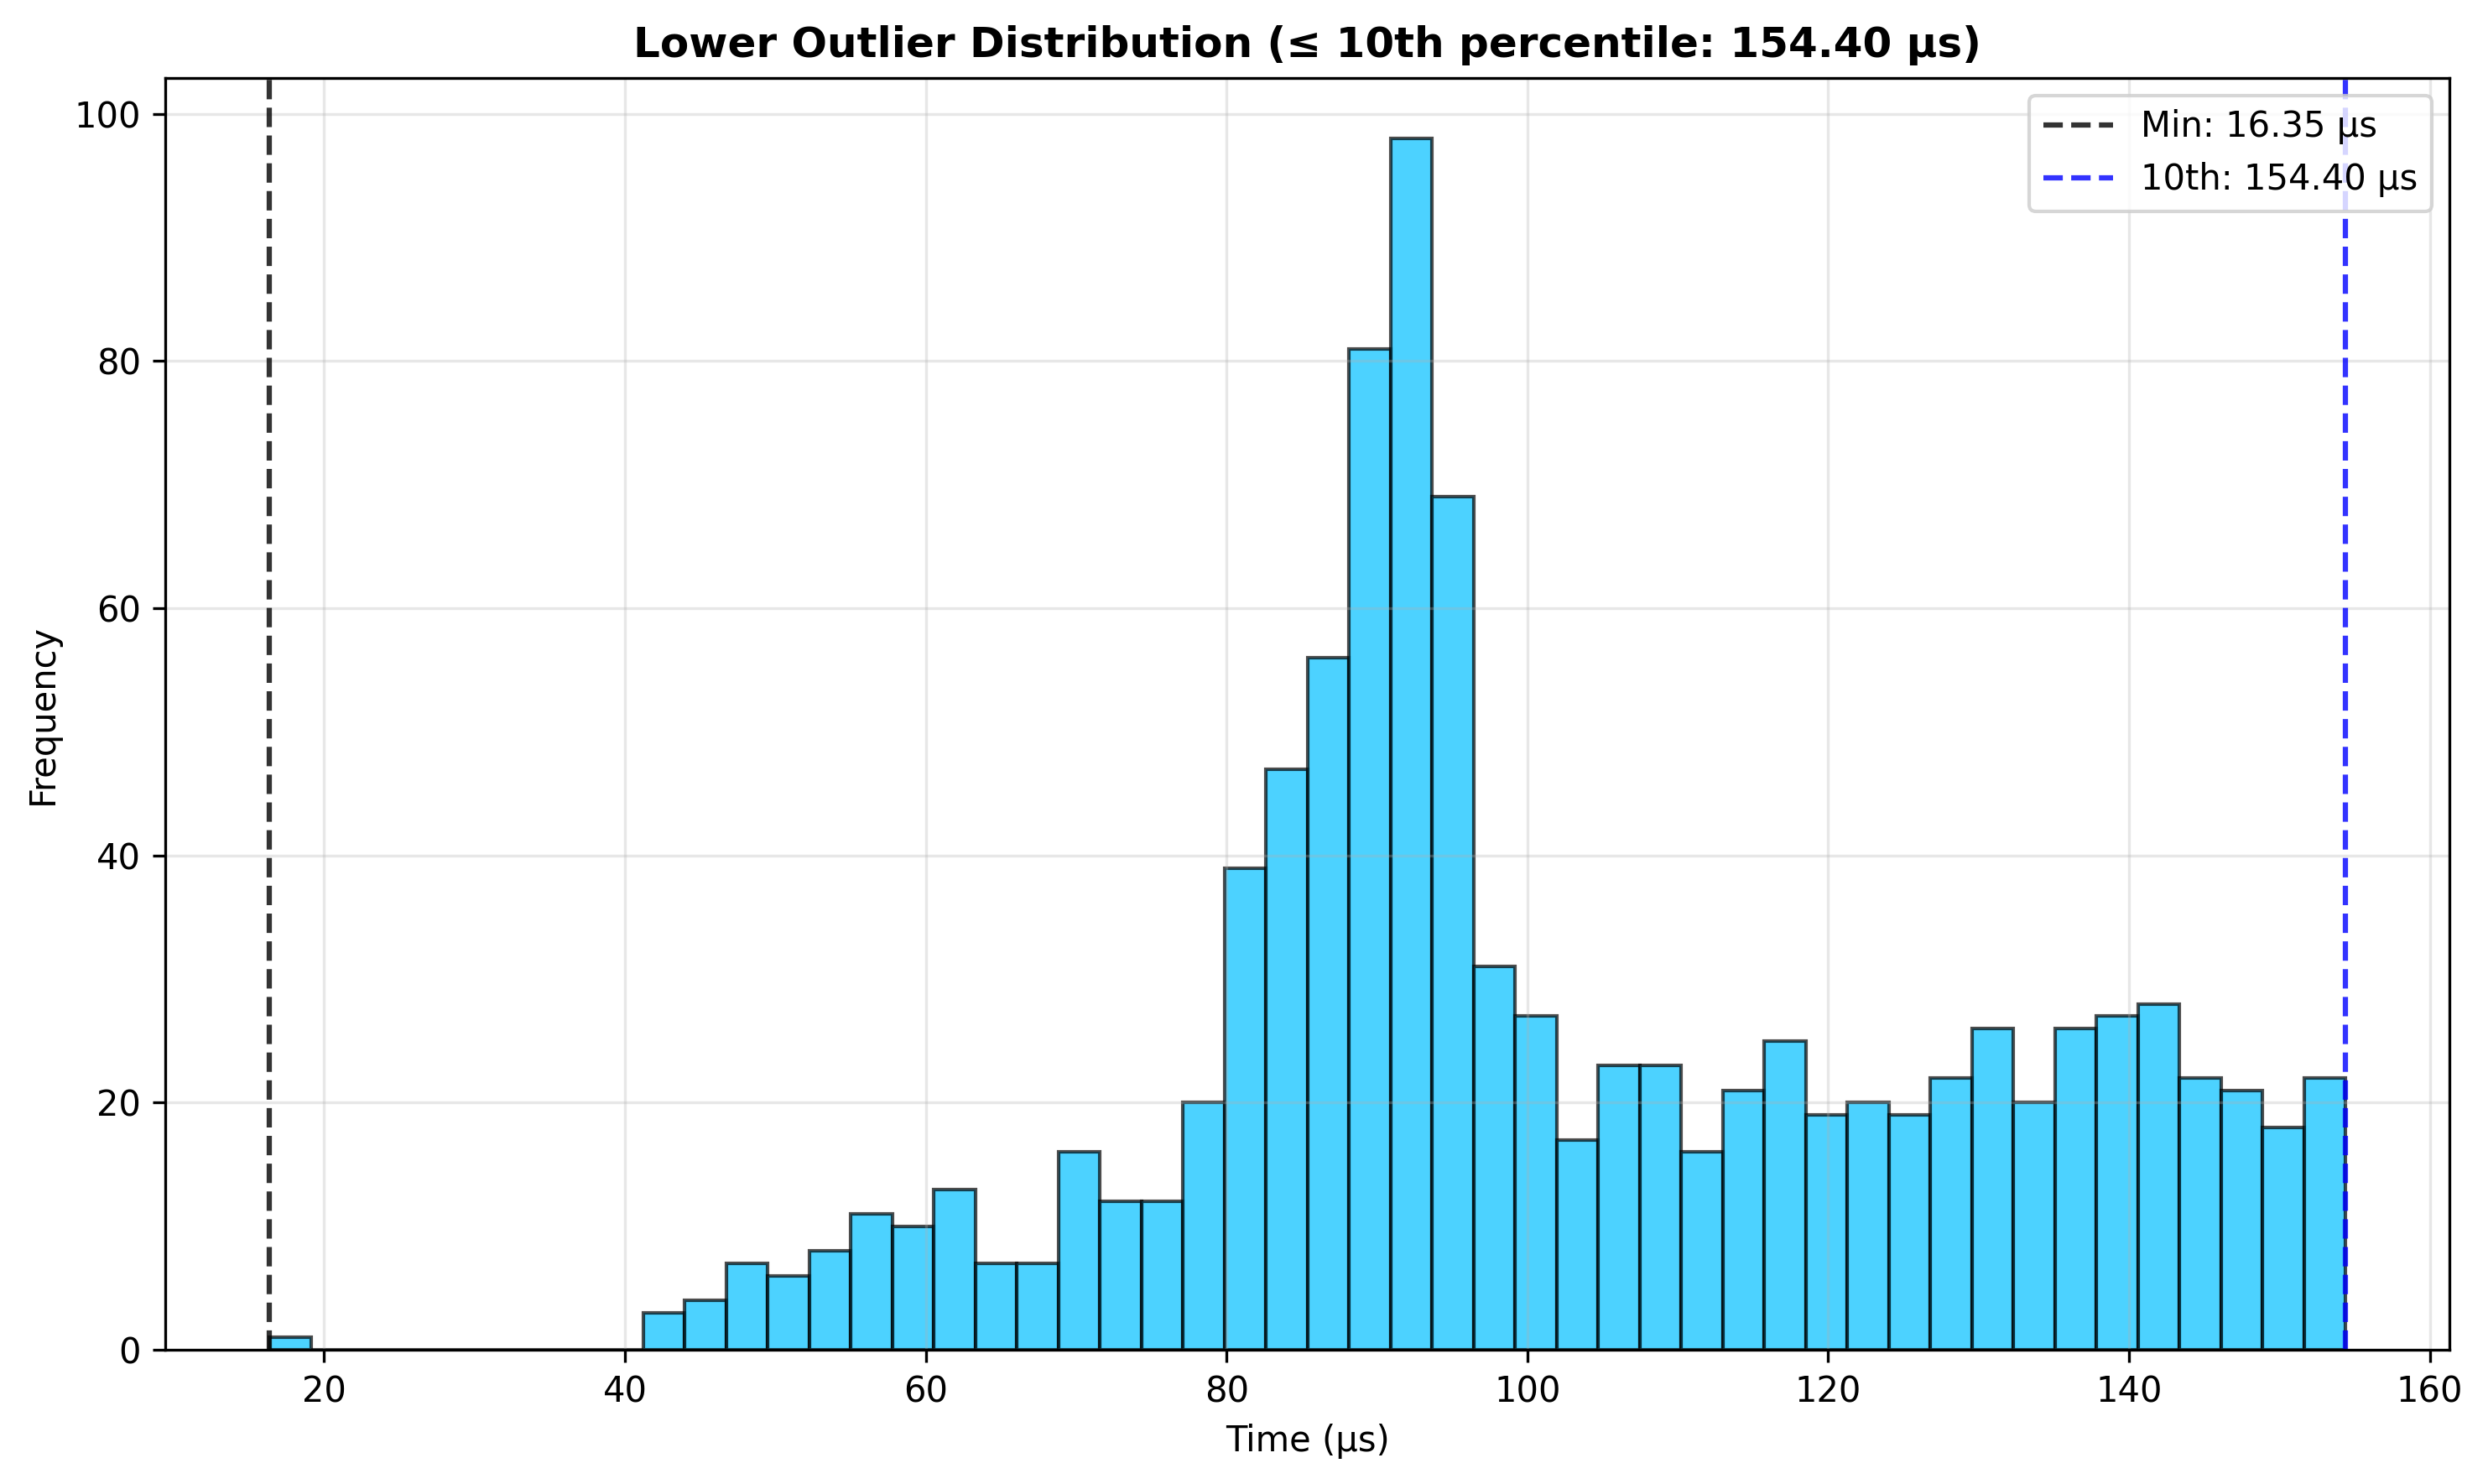 Lower Outlier Distribution (≤ 10th percentile: 154.40 µs)
Min: 16.35 µs
10th: 154.40 µs
100
80
60
40
20
0
Frequency
20 40 60 80 100 120 140 160
Time (µs)